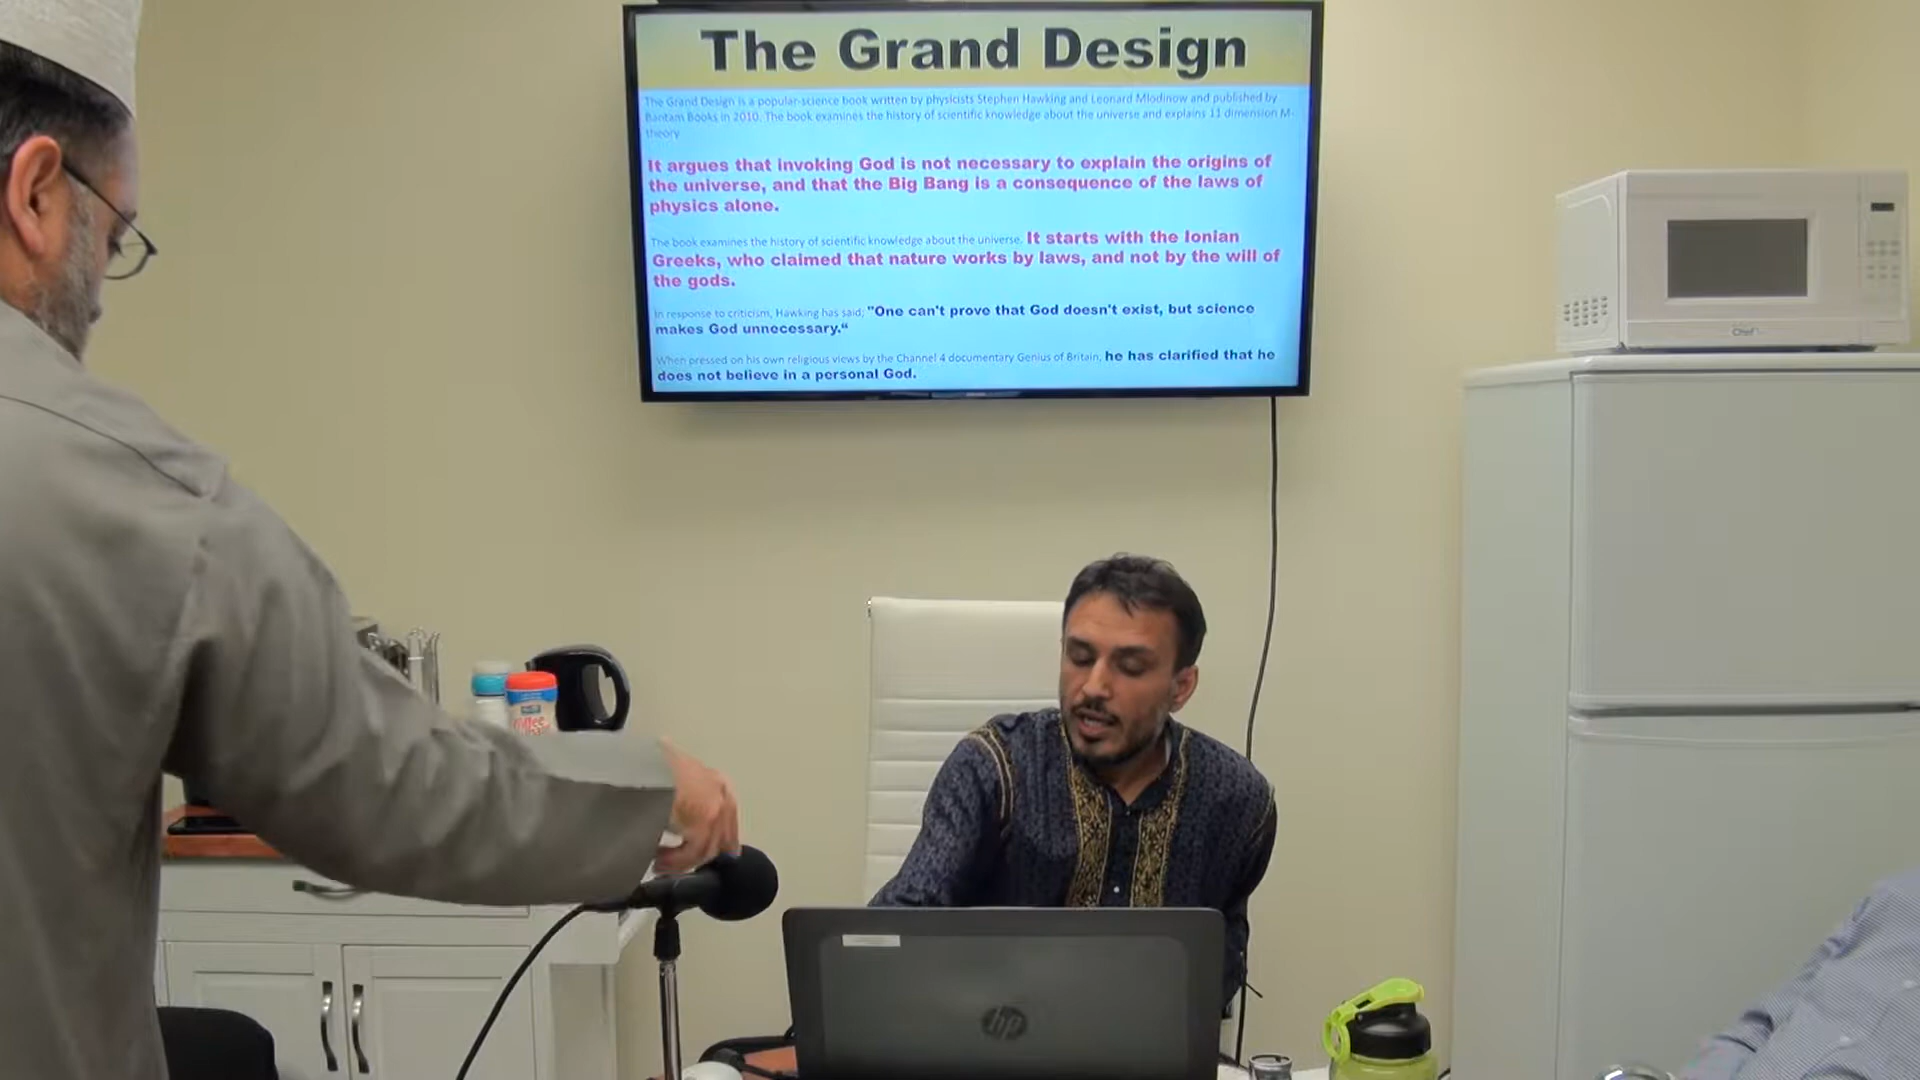 The Grand Design
The Grand Design is a popular-science book written by physicists Stephen Hawking and Leonard Mlodinow and published by
Bantam Books in 2010. The book examines the history of scientific knowledge about the universe and explains 11 dimension M-
theory
It argues that invoking God is not necessary to explain the origins of
the universe, and that the Big Bang is a consequence of the laws of
physics alone.
The book examines the history of scientific knowledge about the universe. It starts with the Ionian
Greeks, who claimed that nature works by laws, and not by the will of
the gods.
In response to criticism, Hawking has said; "One can't prove that God doesn't exist, but science
makes God unnecessary.“
When pressed on his own religious views by the Channel 4 documentary Genius of Britain, he has clarified that he
does not believe in a personal God.
Chef
hp